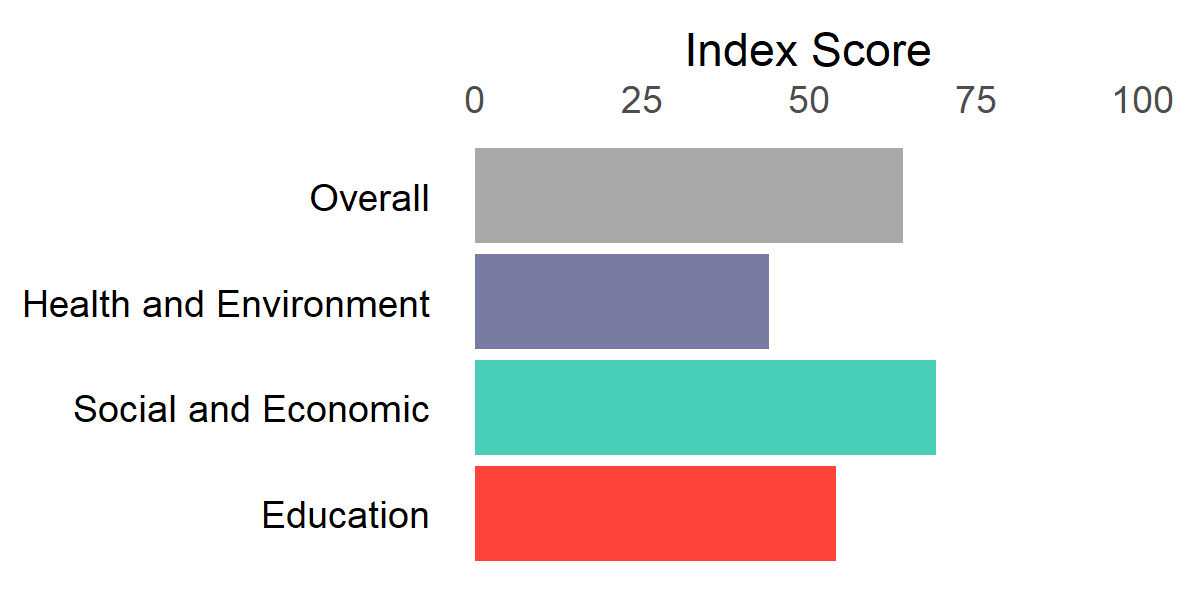 Index Score
0 25 50 75 100
Overall
Health and Environment
Social and Economic
Education